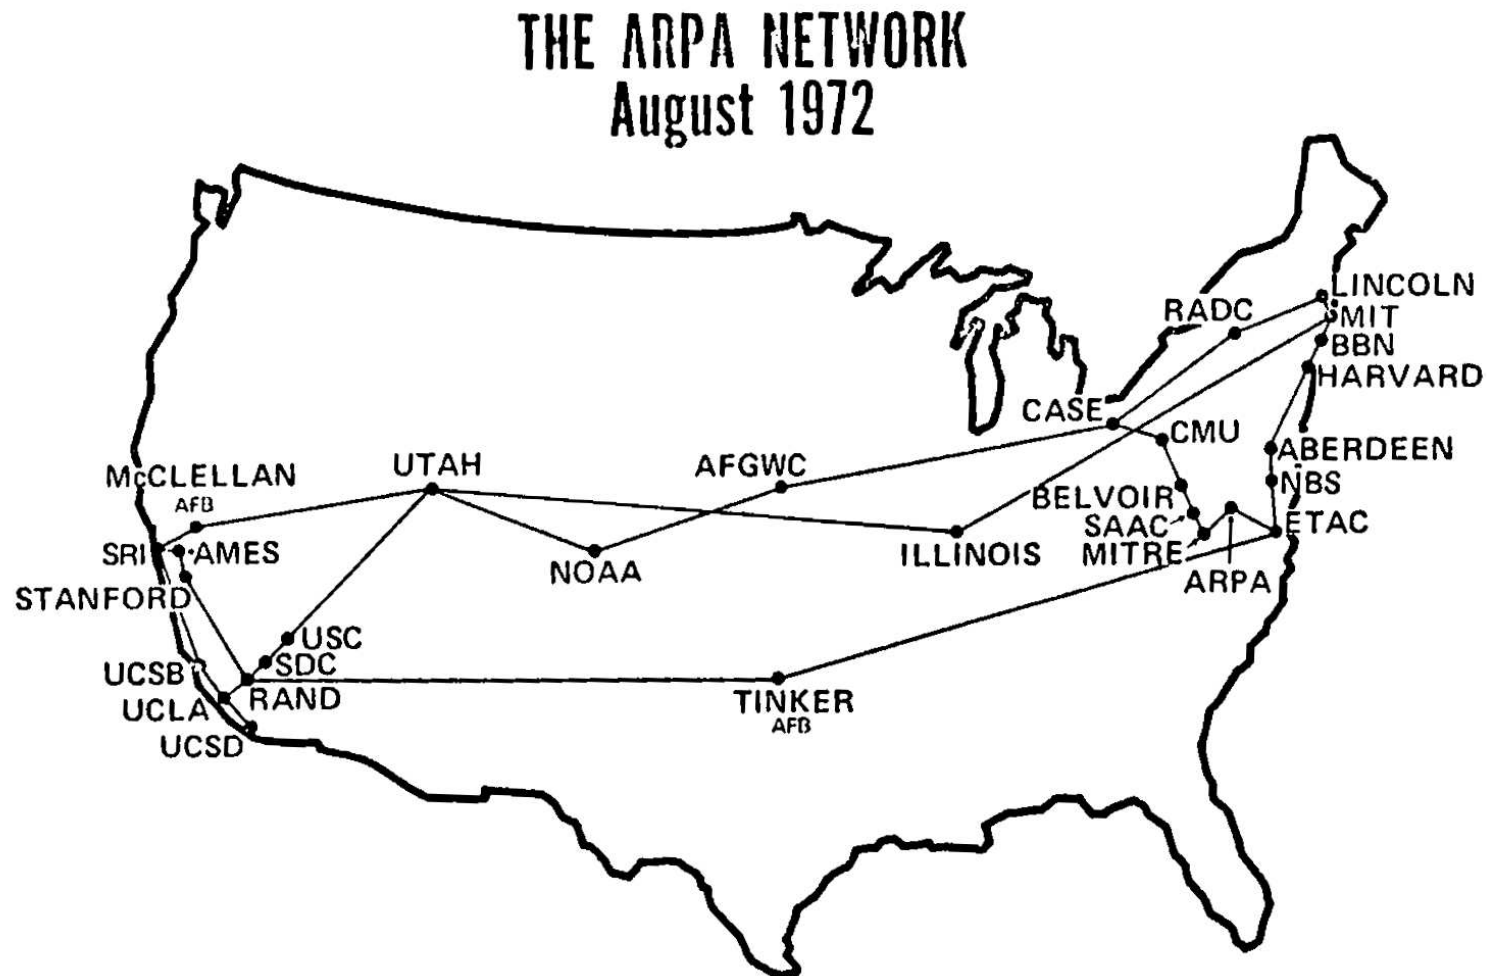 THE ARPA NETWORK
August 1972
LINCOLN
RADC
MIT
BBN
HARVARD
CASE
CMU
ABERDEEN
UTAH
AFGWC
McCLELLAN
AFB
NBS
BELVOIR
SAAC
ETAC
SRI
AMES
ILLINOIS
MITRE
NOAA
ARPA
STANFORD
USC
SDC
UCSB
RAND
TINKER
AFB
UCLA
UCSD